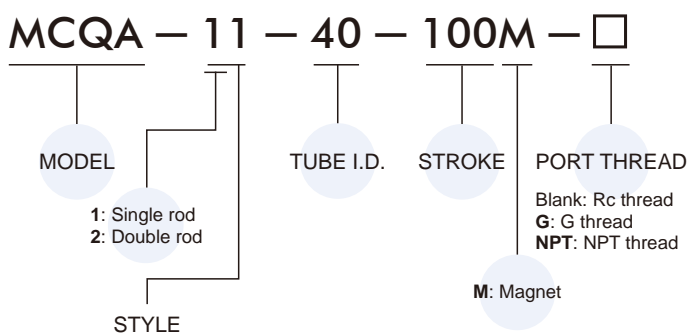 MCQA – 11 – 40 – 100M – □
MODEL
TUBE I.D.
STROKE
PORT THREAD
1: Single rod
2: Double rod
Blank: Rc thread
G: G thread
NPT: NPT thread
M: Magnet
STYLE